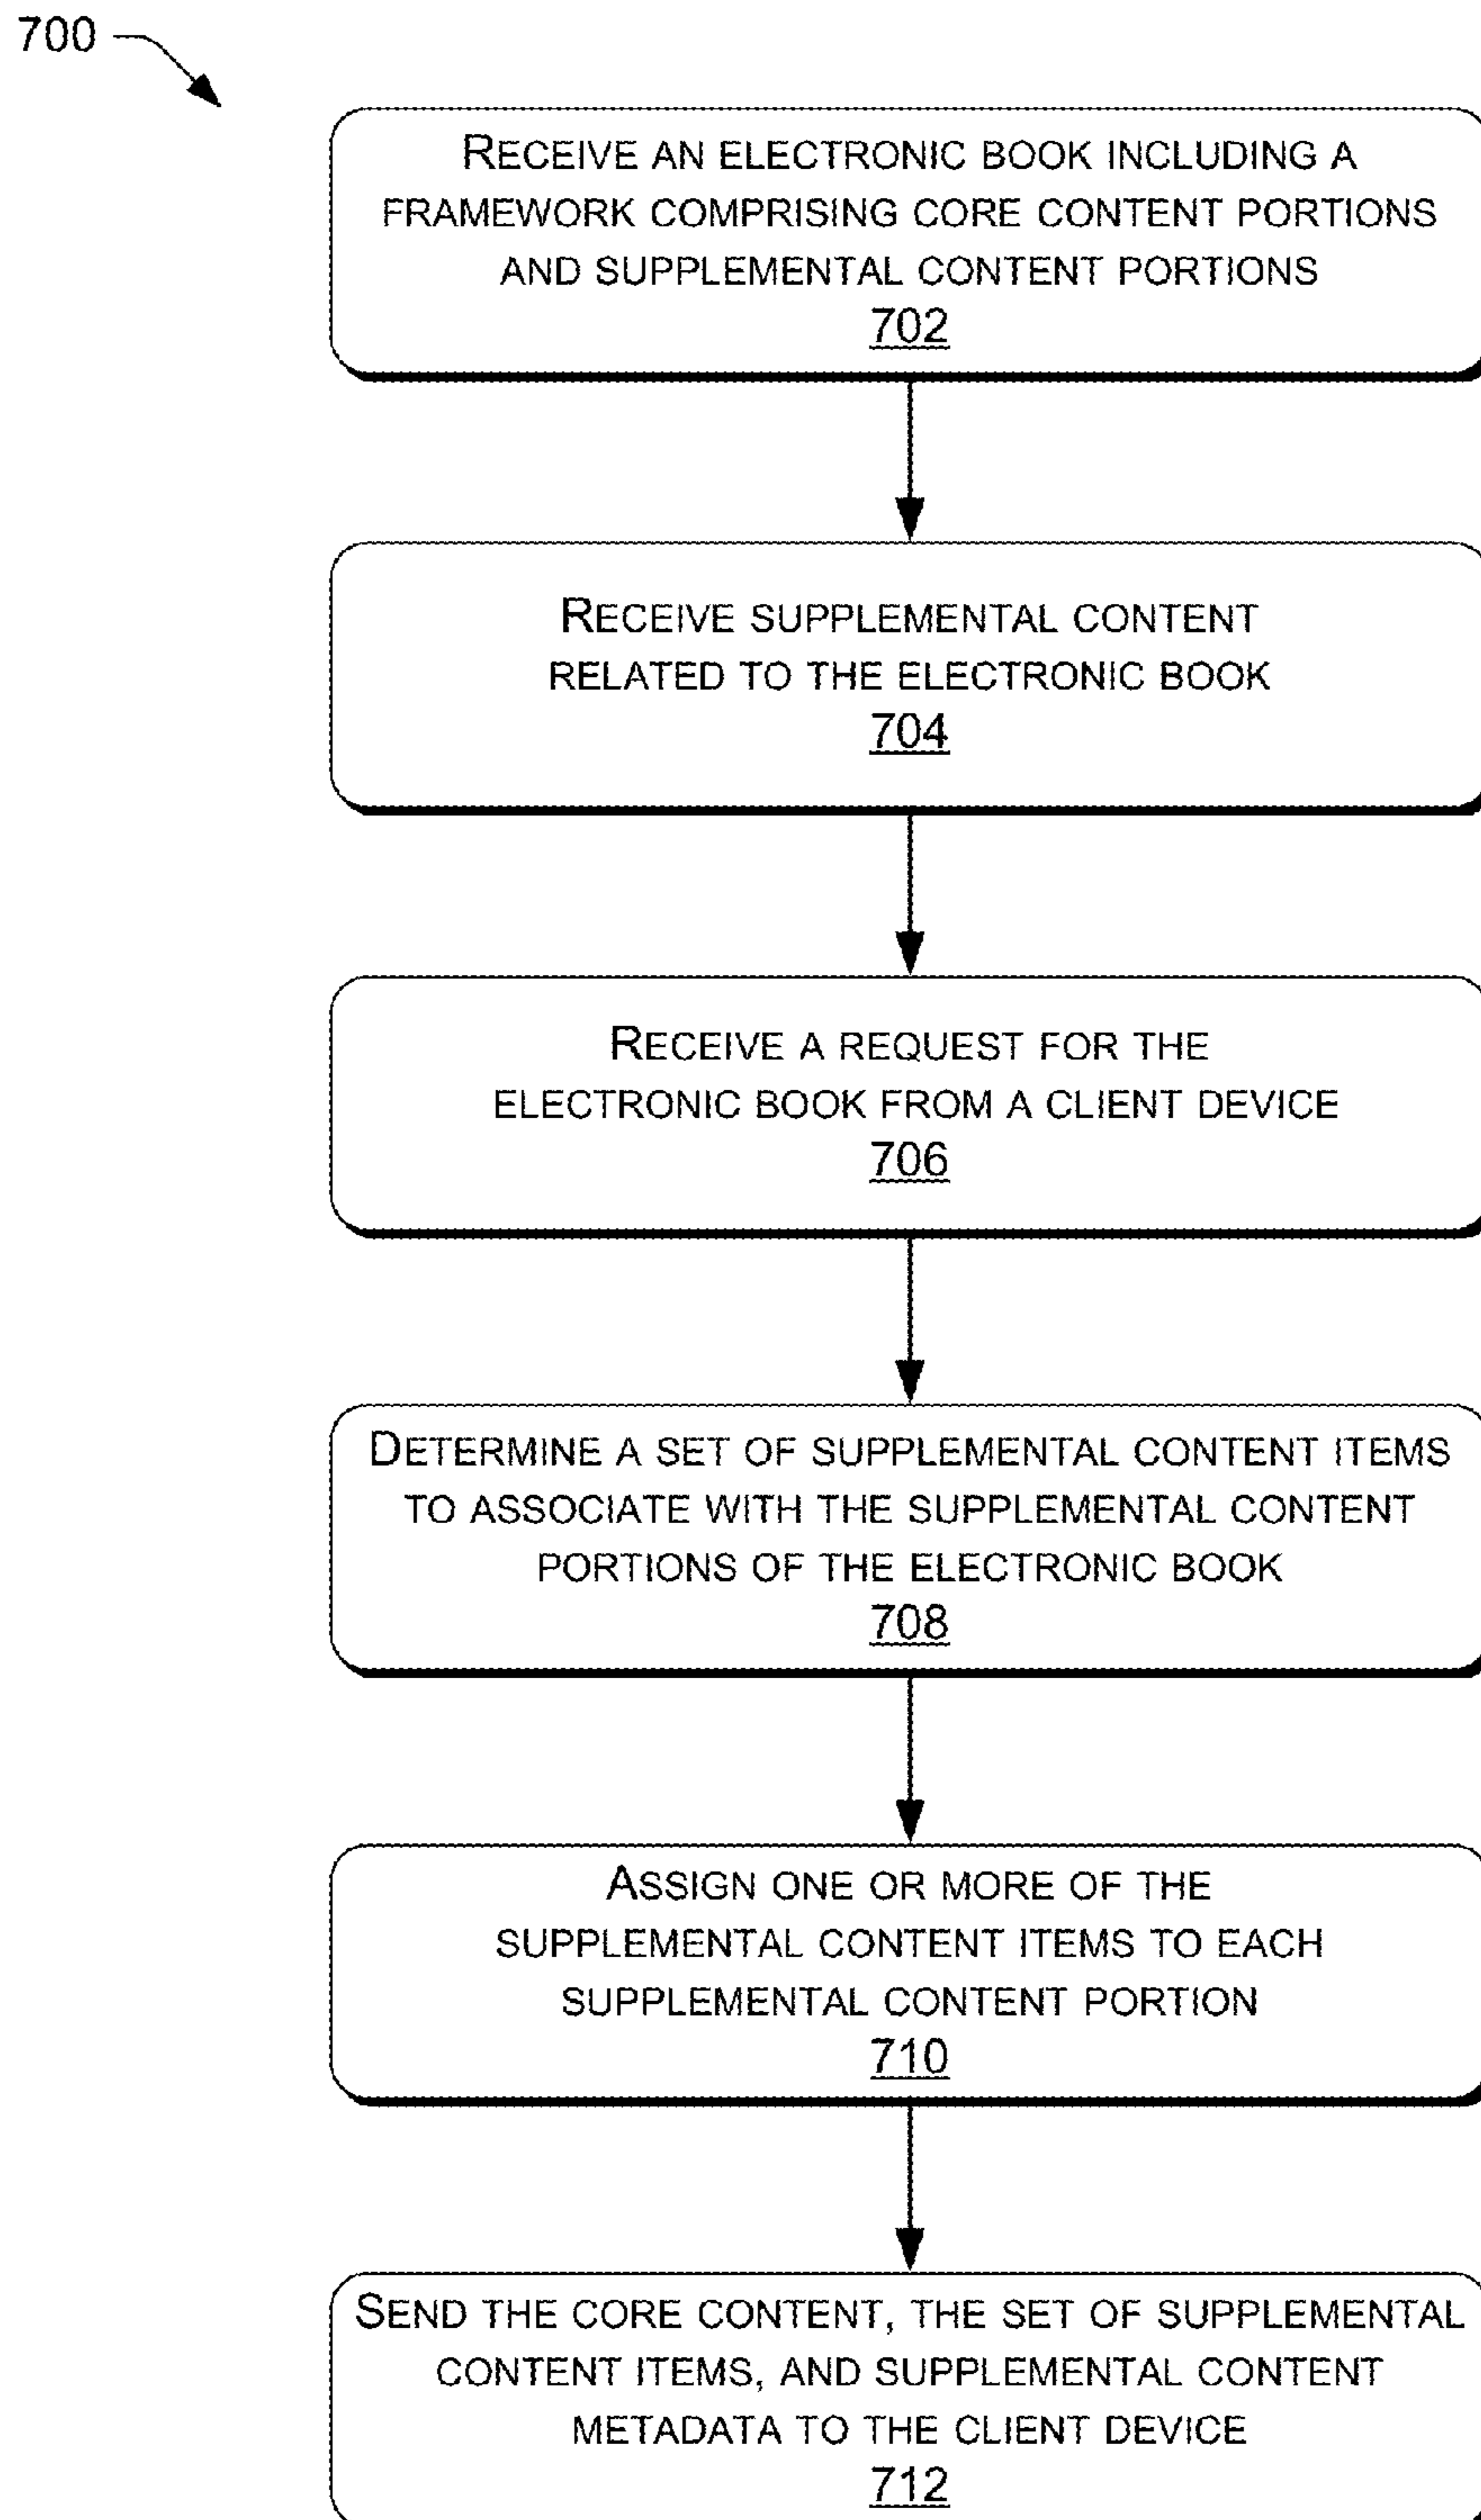 700
RECEIVE AN ELECTRONIC BOOK INCLUDING A
FRAMEWORK COMPRISING CORE CONTENT PORTIONS
AND SUPPLEMENTAL CONTENT PORTIONS
702
RECEIVE SUPPLEMENTAL CONTENT
RELATED TO THE ELECTRONIC BOOK
704
RECEIVE A REQUEST FOR THE
ELECTRONIC BOOK FROM A CLIENT DEVICE
706
DETERMINE A SET OF SUPPLEMENTAL CONTENT ITEMS
TO ASSOCIATE WITH THE SUPPLEMENTAL CONTENT
PORTIONS OF THE ELECTRONIC BOOK
708
ASSIGN ONE OR MORE OF THE
SUPPLEMENTAL CONTENT ITEMS TO EACH
SUPPLEMENTAL CONTENT PORTION
710
SEND THE CORE CONTENT, THE SET OF SUPPLEMENTAL
CONTENT ITEMS, AND SUPPLEMENTAL CONTENT
METADATA TO THE CLIENT DEVICE
712